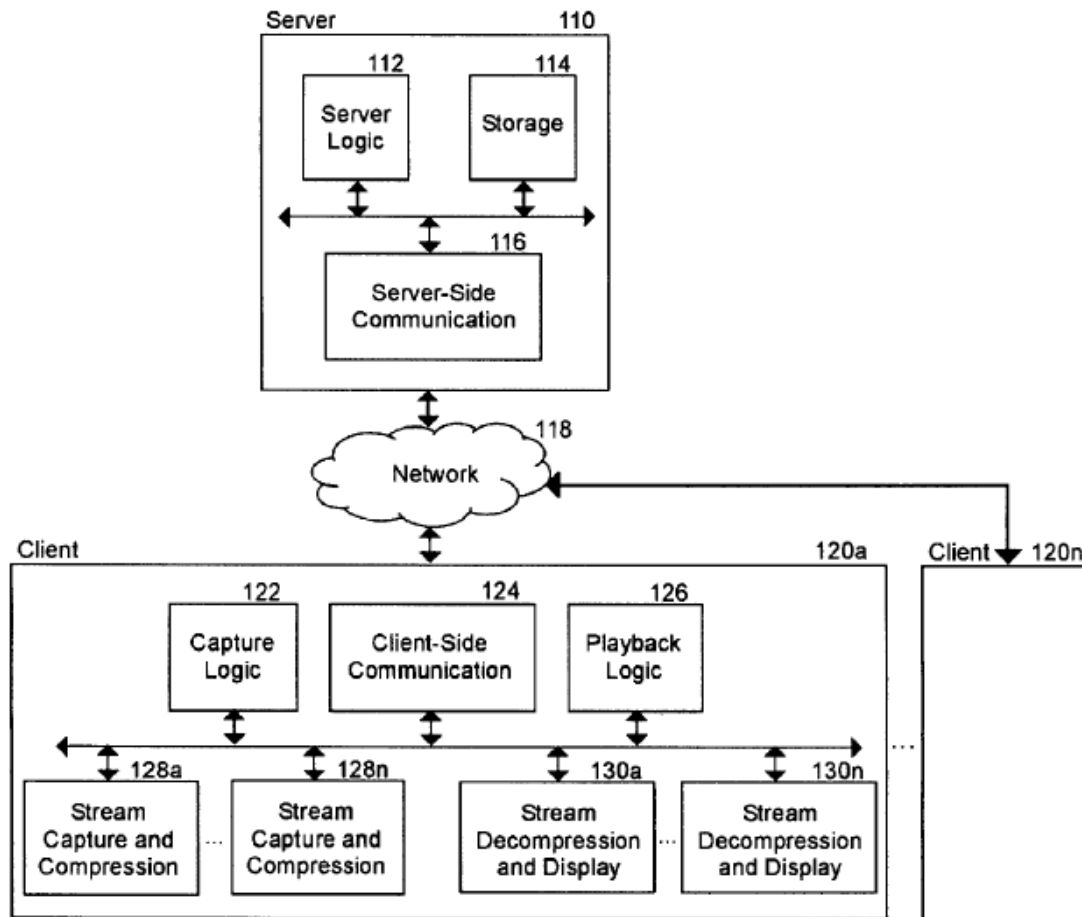 Server 110
112
114
Server
Logic
Storage
116
Server-Side
Communication
118
Network
Client 120a
Client 120n
122
124
126
Capture
Logic
Client-Side
Communication
Playback
Logic
...
128a
128n
130a
130n
Stream
Capture and
Compression
...
Stream
Capture and
Compression
Stream
Decompression
and Display
...
Stream
Decompression
and Display